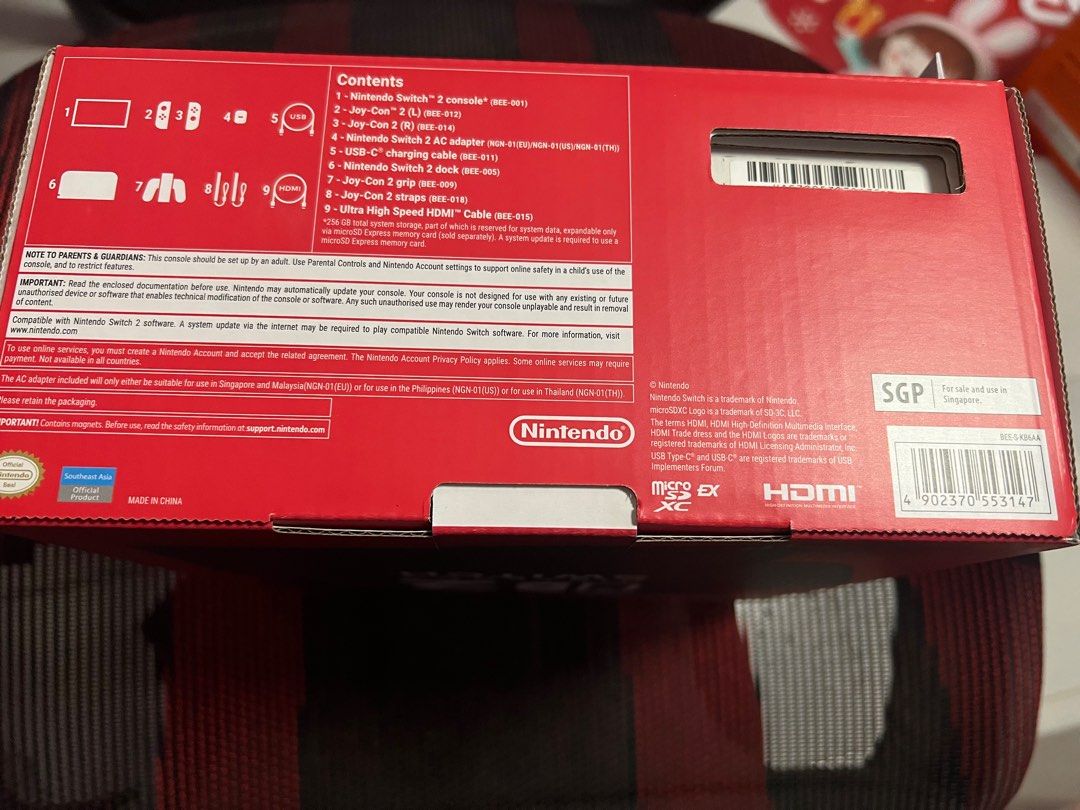 Contents
1 - Nintendo Switch™ 2 console* (BEE-001)
2 - Joy-Con™ 2 (L) (BEE-012)
3 - Joy-Con 2 (R) (BEE-014)
4 - Nintendo Switch 2 AC adapter (NGN-01(EU)/NGN-01(US)/NGN-01(TH))
5 - USB-C® charging cable (BEE-011)
6 - Nintendo Switch 2 dock (BEE-005)
7 - Joy-Con 2 grip (BEE-009)
8 - Joy-Con 2 straps (BEE-018)
9 - Ultra High Speed HDMI™ Cable (BEE-015)
*256 GB total system storage, part of which is reserved for system data, expandable only
via microSD Express memory card (sold separately). A system update is required to use a
microSD Express memory card.
1 2 3 4 5 USB
6 7 8 9 HDMI
NOTE TO PARENTS & GUARDIANS: This console should be set up by an adult. Use Parental Controls and Nintendo Account settings to support online safety in a child's use of the
console, and to restrict features.
IMPORTANT: Read the enclosed documentation before use. Nintendo may automatically update your console. Your console is not designed for use with any existing or future
unauthorised device or software that enables technical modification of the console or software. Any such unauthorised use may render your console unplayable and result in removal
of content.
Compatible with Nintendo Switch 2 software. A system update via the internet may be required to play compatible Nintendo Switch software. For more information, visit
www.nintendo.com
To use online services, you must create a Nintendo Account and accept the related agreement. The Nintendo Account Privacy Policy applies. Some online services may require
payment. Not available in all countries.
The AC adapter included will only either be suitable for use in Singapore and Malaysia(NGN-01(EU)) or for use in the Philippines (NGN-01(US)) or for use in Thailand (NGN-01(TH)).
lease retain the packaging.
PORTANT! Contains magnets. Before use, read the safety information at support.nintendo.com
Official
Nintendo
Seal
Southeast Asia
Official
Product
MADE IN CHINA
Nintendo®
© Nintendo
Nintendo Switch is a trademark of Nintendo.
microSDXC Logo is a trademark of SD-3C, LLC.
The terms HDMI, HDMI High-Definition Multimedia Interface,
HDMI Trade dress and the HDMI Logos are trademarks or
registered trademarks of HDMI Licensing Administrator, Inc.
USB Type-C® and USB-C® are registered trademarks of USB
Implementers Forum.
micro SD XC EX
HDMI™
HIGH-DEFINITION MULTIMEDIA INTERFACE
SGP
For sale and use in
Singapore.
BEE-S-KB6AA
4 902370 553147